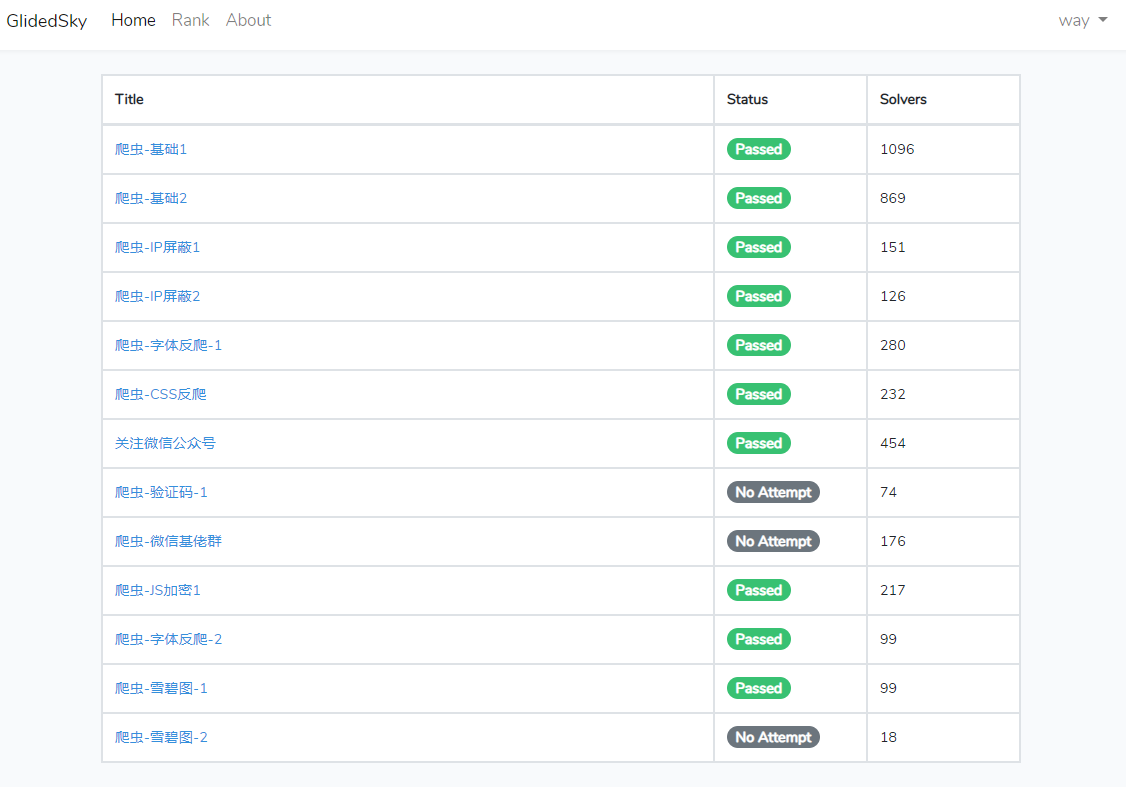 GlidedSky Home Rank About way
Title Status Solvers
爬虫-基础1 Passed 1096
爬虫-基础2 Passed 869
爬虫-IP屏蔽1 Passed 151
爬虫-IP屏蔽2 Passed 126
爬虫-字体反爬-1 Passed 280
爬虫-CSS反爬 Passed 232
关注微信公众号 Passed 454
爬虫-验证码-1 No Attempt 74
爬虫-微信基佬群 No Attempt 176
爬虫-JS加密1 Passed 217
爬虫-字体反爬-2 Passed 99
爬虫-雪碧图-1 Passed 99
爬虫-雪碧图-2 No Attempt 18